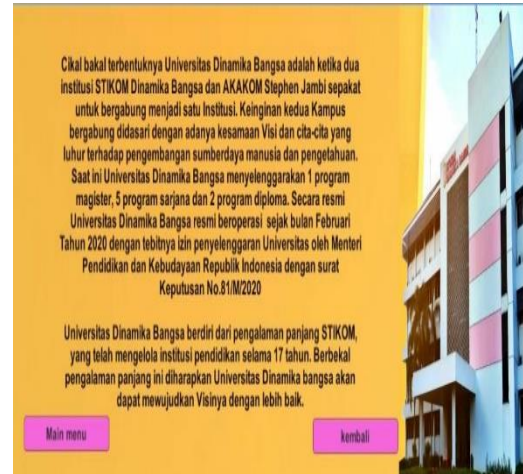 Cikal bakal terbentuknya Universitas Dinamika Bangsa adalah ketika dua
institusi STIKOM Dinamika Bangsa dan AKAKOM Stephen Jambi sepakat
untuk bergabung menjadi satu Institusi. Keinginan kedua Kampus
bergabung didasari dengan adanya kesamaan Visi dan cita-cita yang
luhur terhadap pengembangan sumberdaya manusia dan pengetahuan.
Saat ini Universitas Dinamika Bangsa menyelenggarakan 1 program
magister, 5 program sarjana dan 2 program diploma. Secara resmi
Universitas Dinamika Bangsa resmi beroperasi sejak bulan Februari
Tahun 2020 dengan tebitnya izin penyelenggaran Universitas oleh Menteri
Pendidikan dan Kebudayaan Republik Indonesia dengan surat
Keputusan No.81/M/2020
Universitas Dinamika Bangsa berdiri dari pengalaman panjang STIKOM,
yang telah mengelola institusi pendidikan selama 17 tahun. Berbekal
pengalaman panjang ini diharapkan Universitas Dinamika bangsa akan
dapat mewujudkan Visinya dengan lebih baik.
Main menu
kembali